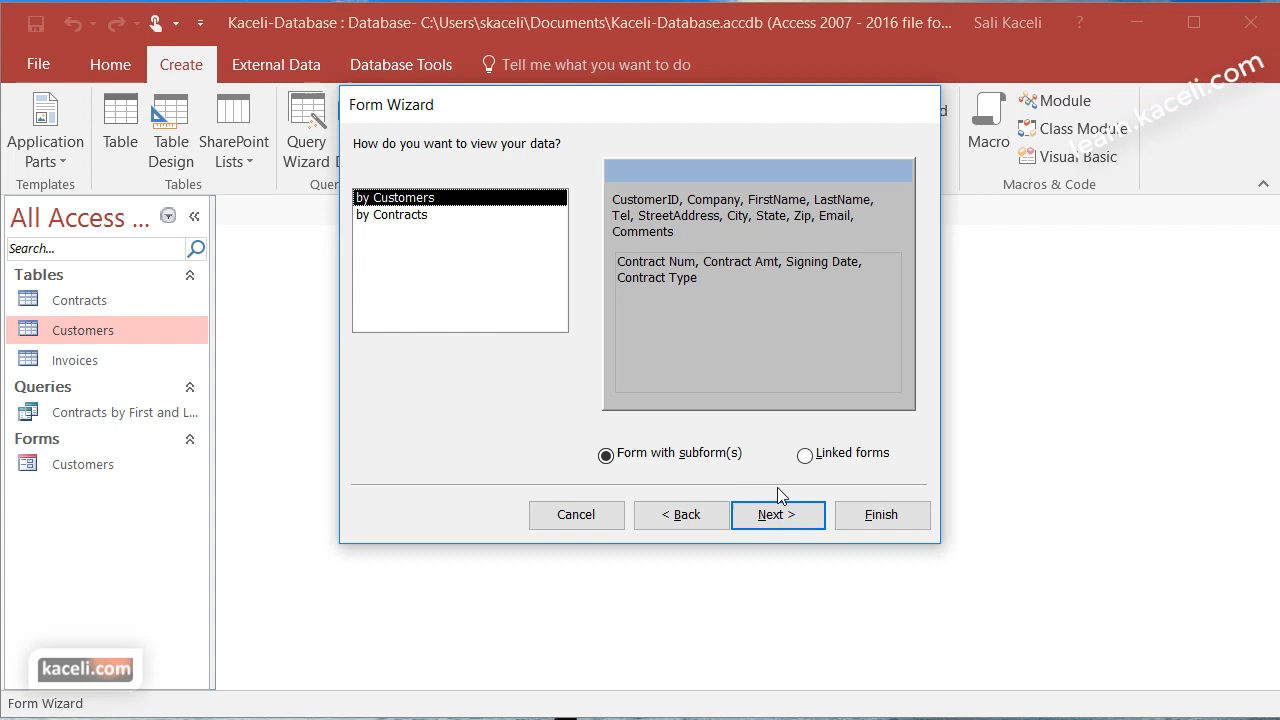 Kaceli-Database : Database- C:\Users\skaceli\Documents\Kaceli-Database.accdb (Access 2007 - 2016 file fo... Sali Kaceli ?
File Home Create External Data Database Tools Tell me what you want to do
Application Parts
Templates
Table
Table Design
SharePoint Lists
Tables
Query Wizard
Macro
Module
Class Module
Visual Basic
Macros & Code
learn.kaceli.com
All Access ...
Search...
Tables
Contracts
Customers
Invoices
Queries
Contracts by First and L...
Forms
Customers
Form Wizard
How do you want to view your data?
by Customers
by Contracts
CustomerID, Company, FirstName, LastName,
Tel, StreetAddress, City, State, Zip, Email,
Comments
Contract Num, Contract Amt, Signing Date,
Contract Type
Form with subform(s)
Linked forms
Cancel
< Back
Next >
Finish
kaceli.com
Form Wizard